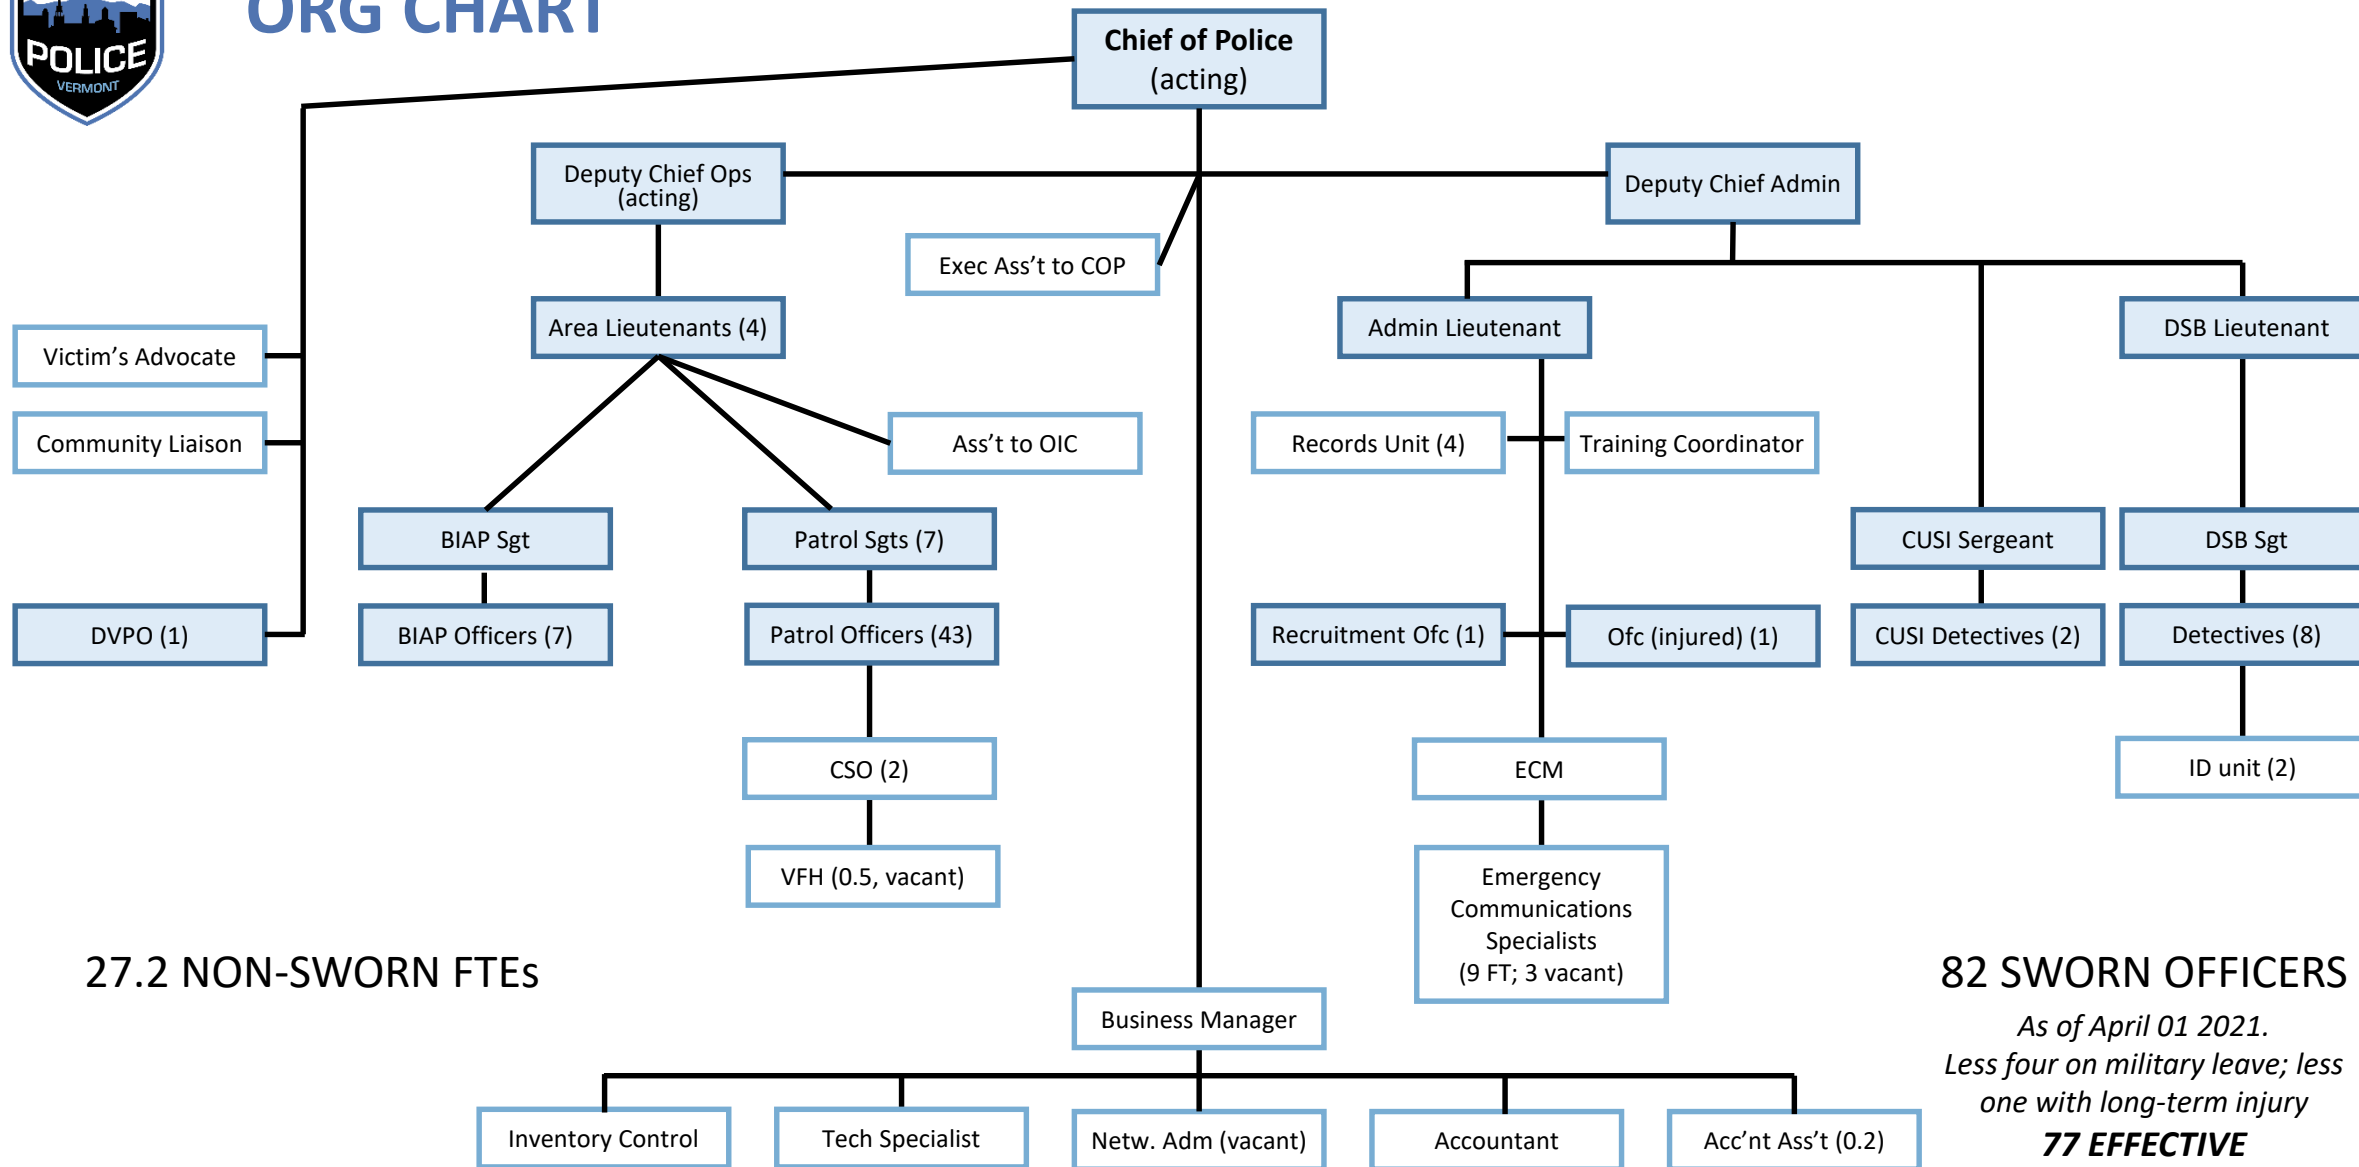 ORG CHART
POLICE
VERMONT
Chief of Police
(acting)
Deputy Chief Ops
(acting)
Deputy Chief Admin
Exec Ass’t to COP
Area Lieutenants (4)
Admin Lieutenant
DSB Lieutenant
Victim’s Advocate
Community Liaison
Ass’t to OIC
Records Unit (4)
Training Coordinator
BIAP Sgt
Patrol Sgts (7)
CUSI Sergeant
DSB Sgt
DVPO (1)
BIAP Officers (7)
Patrol Officers (43)
Recruitment Ofc (1)
Ofc (injured) (1)
CUSI Detectives (2)
Detectives (8)
CSO (2)
ECM
ID unit (2)
VFH (0.5, vacant)
Emergency
Communications
Specialists
(9 FT; 3 vacant)
27.2 NON-SWORN FTEs
82 SWORN OFFICERS
As of April 01 2021.
Less four on military leave; less
one with long-term injury
77 EFFECTIVE
Business Manager
Inventory Control
Tech Specialist
Netw. Adm (vacant)
Accountant
Acc’nt Ass’t (0.2)